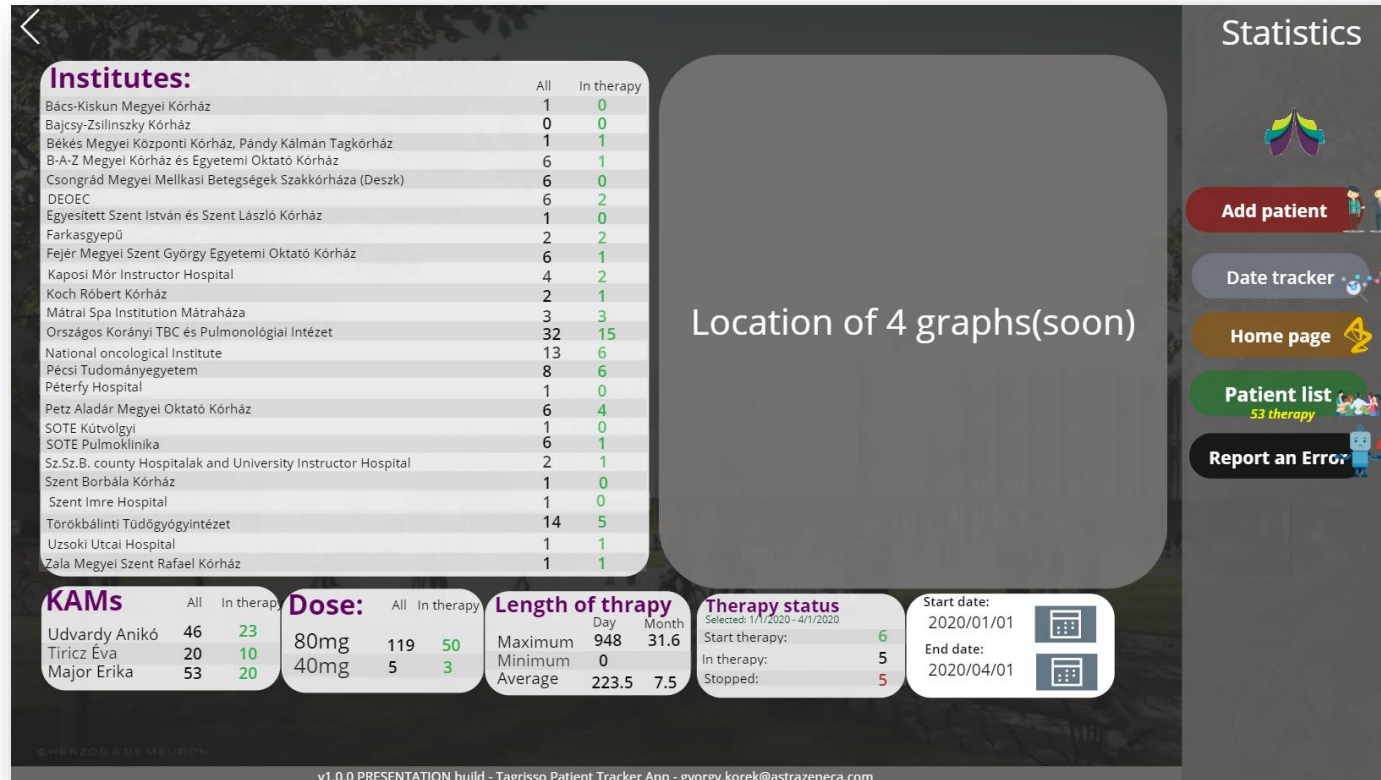 Statistics
Institutes:
All In therapy
Bács-Kiskun Megyei Kórház 1 0
Bajcsy-Zsilinszky Kórház 0 0
Békés Megyei Központi Kórház, Pándy Kálmán Tagkórház 1 1
B-A-Z Megyei Kórház és Egyetemi Oktató Kórház 6 1
Csongrád Megyei Mellkasi Betegségek Szakkórháza (Deszk) 6 0
DEOEC 6 2
Egyesített Szent István és Szent László Kórház 1 0
Farkasgyepű 2 2
Fejér Megyei Szent György Egyetemi Oktató Kórház 6 1
Kaposi Mór Instructor Hospital 4 2
Koch Róbert Kórház 2 1
Mátrai Spa Institution Mátraháza 3 3
Országos Korányi TBC és Pulmonológiai Intézet 32 15
National oncological Institute 13 6
Pécsi Tudományegyetem 8 6
Péterfy Hospital 1 0
Petz Aladár Megyei Oktató Kórház 6 4
SOTE Kútvölgyi 1 0
SOTE Pulmoklinika 6 1
Sz.Sz.B. county Hospitalak and University Instructor Hospital 2 1
Szent Borbála Kórház 1 0
Szent Imre Hospital 1 0
Törökbálinti Tüdőgyógyintézet 14 5
Uzsoki Utcai Hospital 1 1
Zala Megyei Szent Rafael Kórház 1 1
Location of 4 graphs(soon)
Add patient
Date tracker
Home page
Patient list
53 therapy
Report an Error
KAMs All In therapy
Udvardy Anikó 46 23
Tiricz Éva 20 10
Major Erika 53 20
Dose: All In therapy
80mg 119 50
40mg 5 3
Length of thrapy
Day Month
Maximum 948 31.6
Minimum 0
Average 223.5 7.5
Therapy status
Selected: 1/1/2020 - 4/1/2020
Start therapy: 6
In therapy: 5
Stopped: 5
Start date:
2020/01/01
End date:
2020/04/01
©HERZOG & DE MEURON
v1.0.0 PRESENTATION build - Tagrisso Patient Tracker App - gyorgy.korek@astrazeneca.com